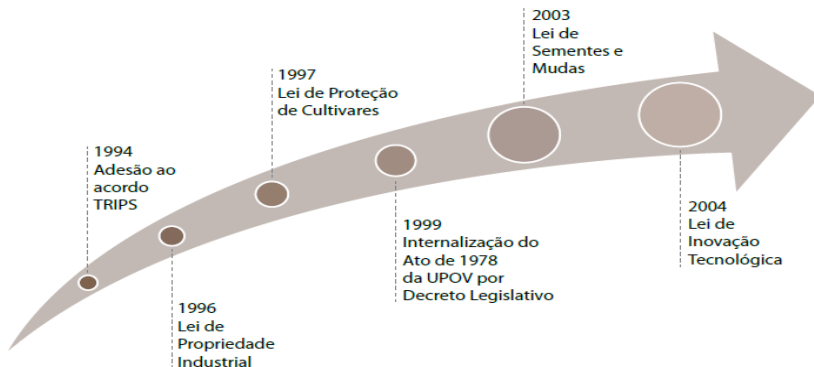 1994
Adesão ao
acordo
TRIPS
1996
Lei de
Propriedade
Industrial
1997
Lei de Proteção
de Cultivares
1999
Internalização do
Ato de 1978
da UPOV por
Decreto Legislativo
2003
Lei de
Sementes e
Mudas
2004
Lei de
Inovação
Tecnológica